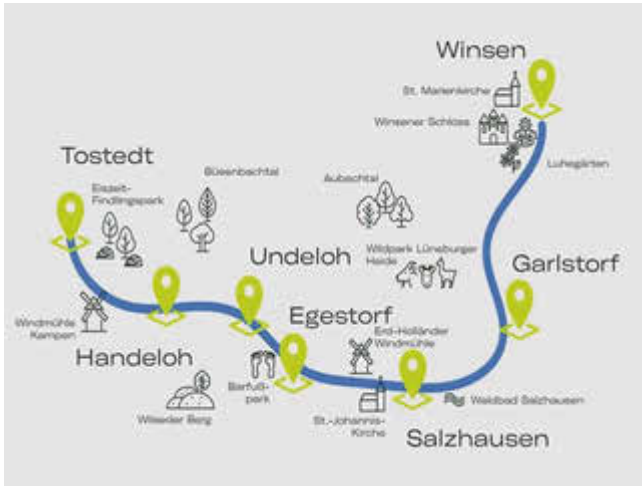 Winsen
St. Marienkirche
Winsener Schloss
Luhegärten
Tostedt
Büsenbachtal
Eiszeit-
Findlingspark
Aubachtal
Undeloh
Wildpark Lüneburger
Heide
Garlstorf
Egestorf
Windmühle
Kampen
Erd-Holländer
Windmühle
Handeloh
Barfuß-
park
Wilseder Berg
St.-Johannis-
Kirche
Waldbad Salzhausen
Salzhausen